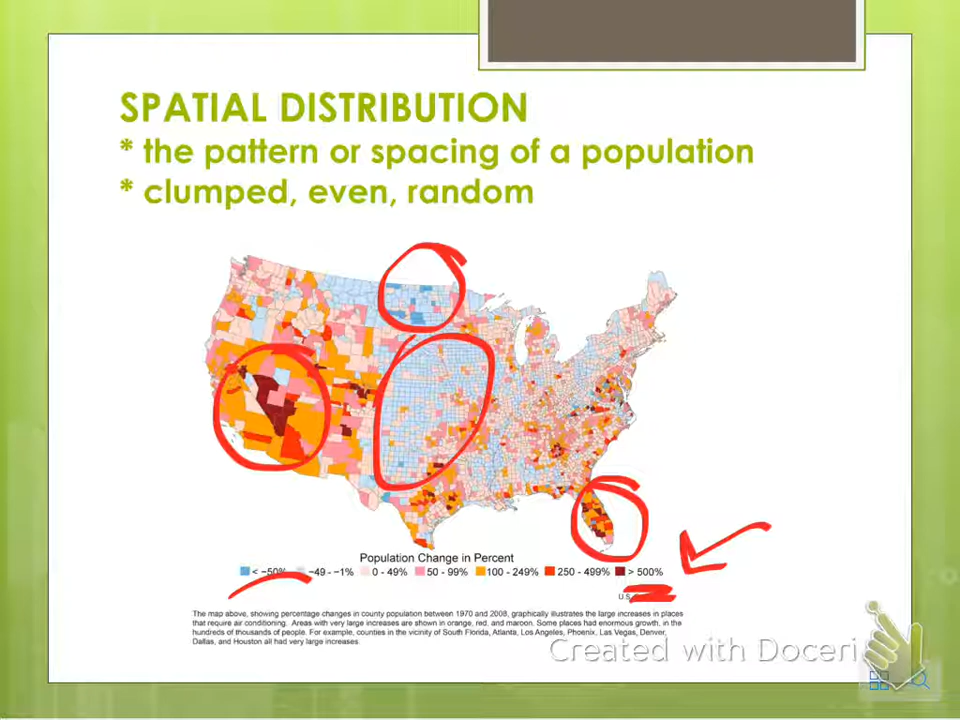 SPATIAL DISTRIBUTION
* the pattern or spacing of a population
* clumped, even, random
Population Change in Percent
< −50% −49 - −1% 0 - 49% 50 - 99% 100 - 249% 250 - 499% > 500%
U.S.
The map above, showing percentage changes in county population between 1970 and 2008, graphically illustrates the large increases in places
that require air conditioning. Areas with very large increases are shown in orange, red, and maroon. Some places had enormous growth, in the
hundreds of thousands of people. For example, counties in the vicinity of South Florida, Atlanta, Los Angeles, Phoenix, Las Vegas, Denver,
Dallas, and Houston all had very large increases.
Created with Doceri